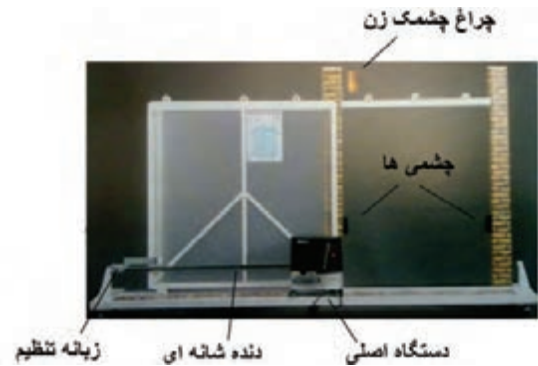 چراغ چشمک زن
چشمی ها
زبانه تنظیم
دنده شانه ای
دستگاه اصلی